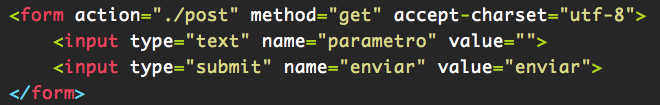 <form action="./post" method="get" accept-charset="utf-8">
    <input type="text" name="parametro" value="">
    <input type="submit" name="enviar" value="enviar">
</form>